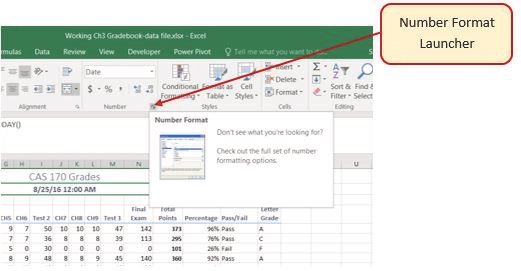 Number Format
Launcher
Working Ch3 Gradebook-data file.xlsx - Excel
mulas Data Review View Developer Power Pivot Tell me what you want to do...
Date
Insert
Delete
Format
$ % ,
Conditional Format as Cell
Formatting Table Styles
Sort & Find &
Filter Select
Alignment Number Styles Cells Editing
ODAY()
Number Format
Don't see what you're looking for?
Check out the full set of number
formatting options.
G H I J K L M N U
CAS 170 Grades
8/25/16 12:00 AM
Final Total Letter
CH5 CH6 Test 2 CH7 CH8 CH9 Test 3 Exam Points Percentage Pass/Fail Grade
9 7 50 10 10 10 47 142 373 96% Pass A
7 7 36 8 8 8 39 113 295 76% Pass C
5 0 30 0 0 0 0 0 101 26% Fail F
8 9 48 9 8 9 45 140 360 92% Pass A